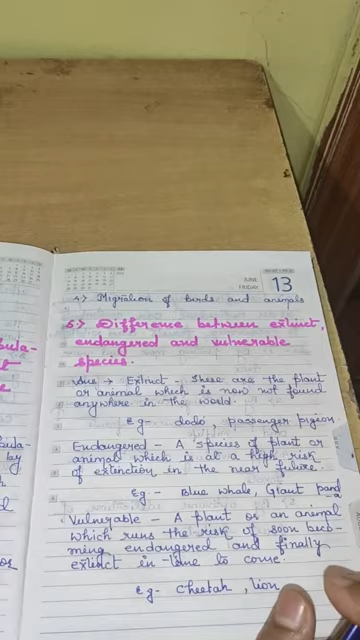 JUNE
FRIDAY
13
4> Migration of birds and animals
5> Difference between extinct,
endangered and vulnerable
species.
Ans → Extinct - These are the plant
or animal which is now not found
anywhere in the world.
Eg - dodo, passenger pigion.
Endangered - A species of plant or
animal which is at a high risk
of extinction in the near future.
Eg - Blue whale, Giant panda
Vulnerable - A plant or an animal
which runs the risk of soon beco-
ming endangered and finally
extinct in time to come.
Eg- cheetah, lion